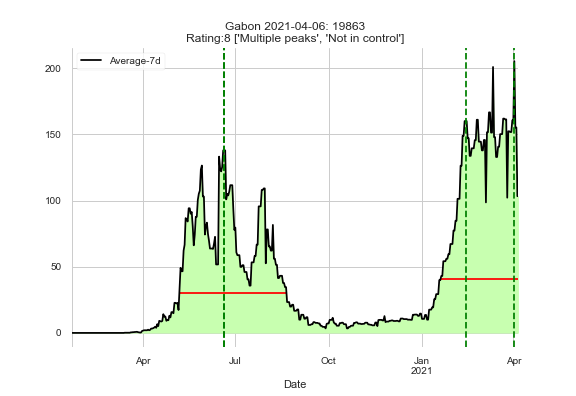 Gabon 2021-04-06: 19863
Rating:8 ['Multiple peaks', 'Not in control']
Average-7d
200
150
100
50
0
Apr
Jul
Oct
Jan
2021
Apr
Date